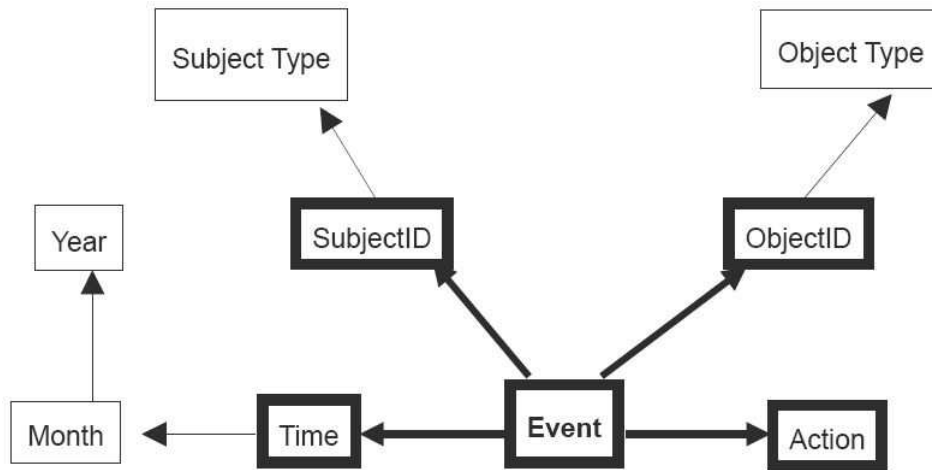 Subject Type
Object Type
Year
SubjectID
ObjectID
Month
Time
Event
Action